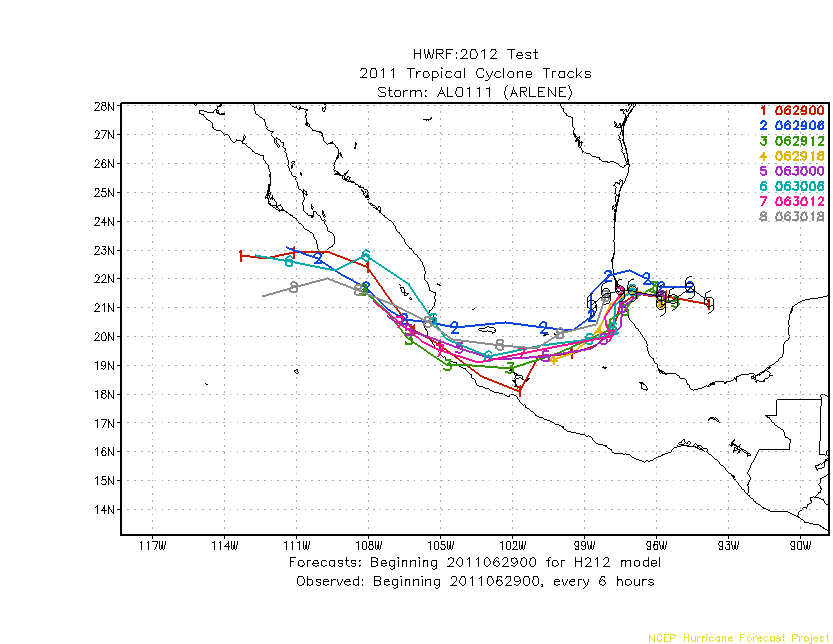 HWRF:2012 Test
2011 Tropical Cyclone Tracks
Storm: AL0111 (ARLENE)
28N
27N
26N
25N
24N
23N
22N
21N
20N
19N
18N
17N
16N
15N
14N
1 062900
2 062906
3 062912
4 062918
5 063000
6 063006
7 063012
8 063018
117W 114W 111W 108W 105W 102W 99W 96W 93W 90W
Forecasts: Beginning 2011062900 for H212 model
Observed: Beginning 2011062900, every 6 hours
NCEP Hurricane Forecast Project